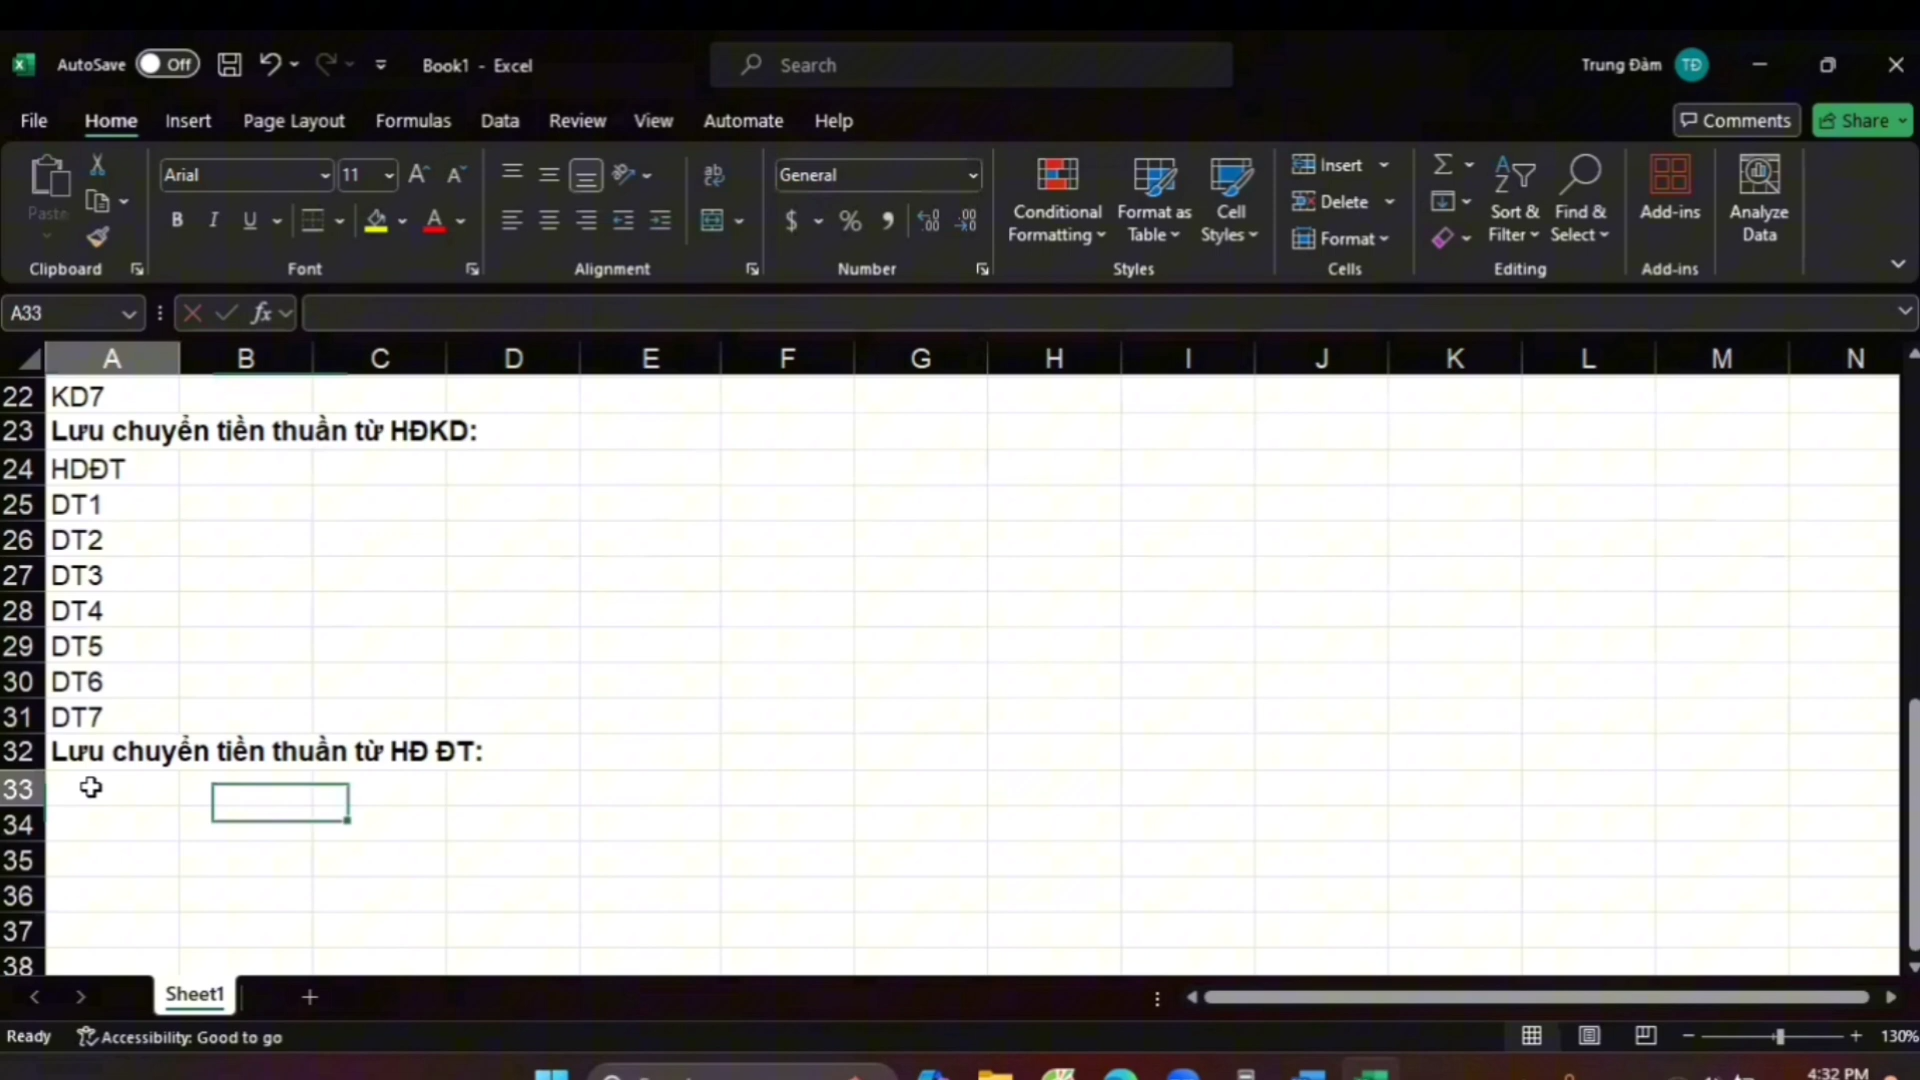 AutoSave Off Book1 - Excel Search Trung Đàm TĐ
File Home Insert Page Layout Formulas Data Review View Automate Help Comments Share
Paste Arial 11 General Conditional Formatting Format as Table Cell Styles Insert Delete Format Sort & Filter Find & Select Add-ins Analyze Data
Clipboard Font Alignment Number Styles Cells Editing Add-ins
A33 fx
A B C D E F G H I J K L M N
22 KD7
23 Lưu chuyển tiền thuần từ HĐKD:
24 HDĐT
25 DT1
26 DT2
27 DT3
28 DT4
29 DT5
30 DT6
31 DT7
32 Lưu chuyển tiền thuần từ HĐ ĐT:
33
34
35
36
37
38
Sheet1
Ready Accessibility: Good to go 130%
4:32 PM